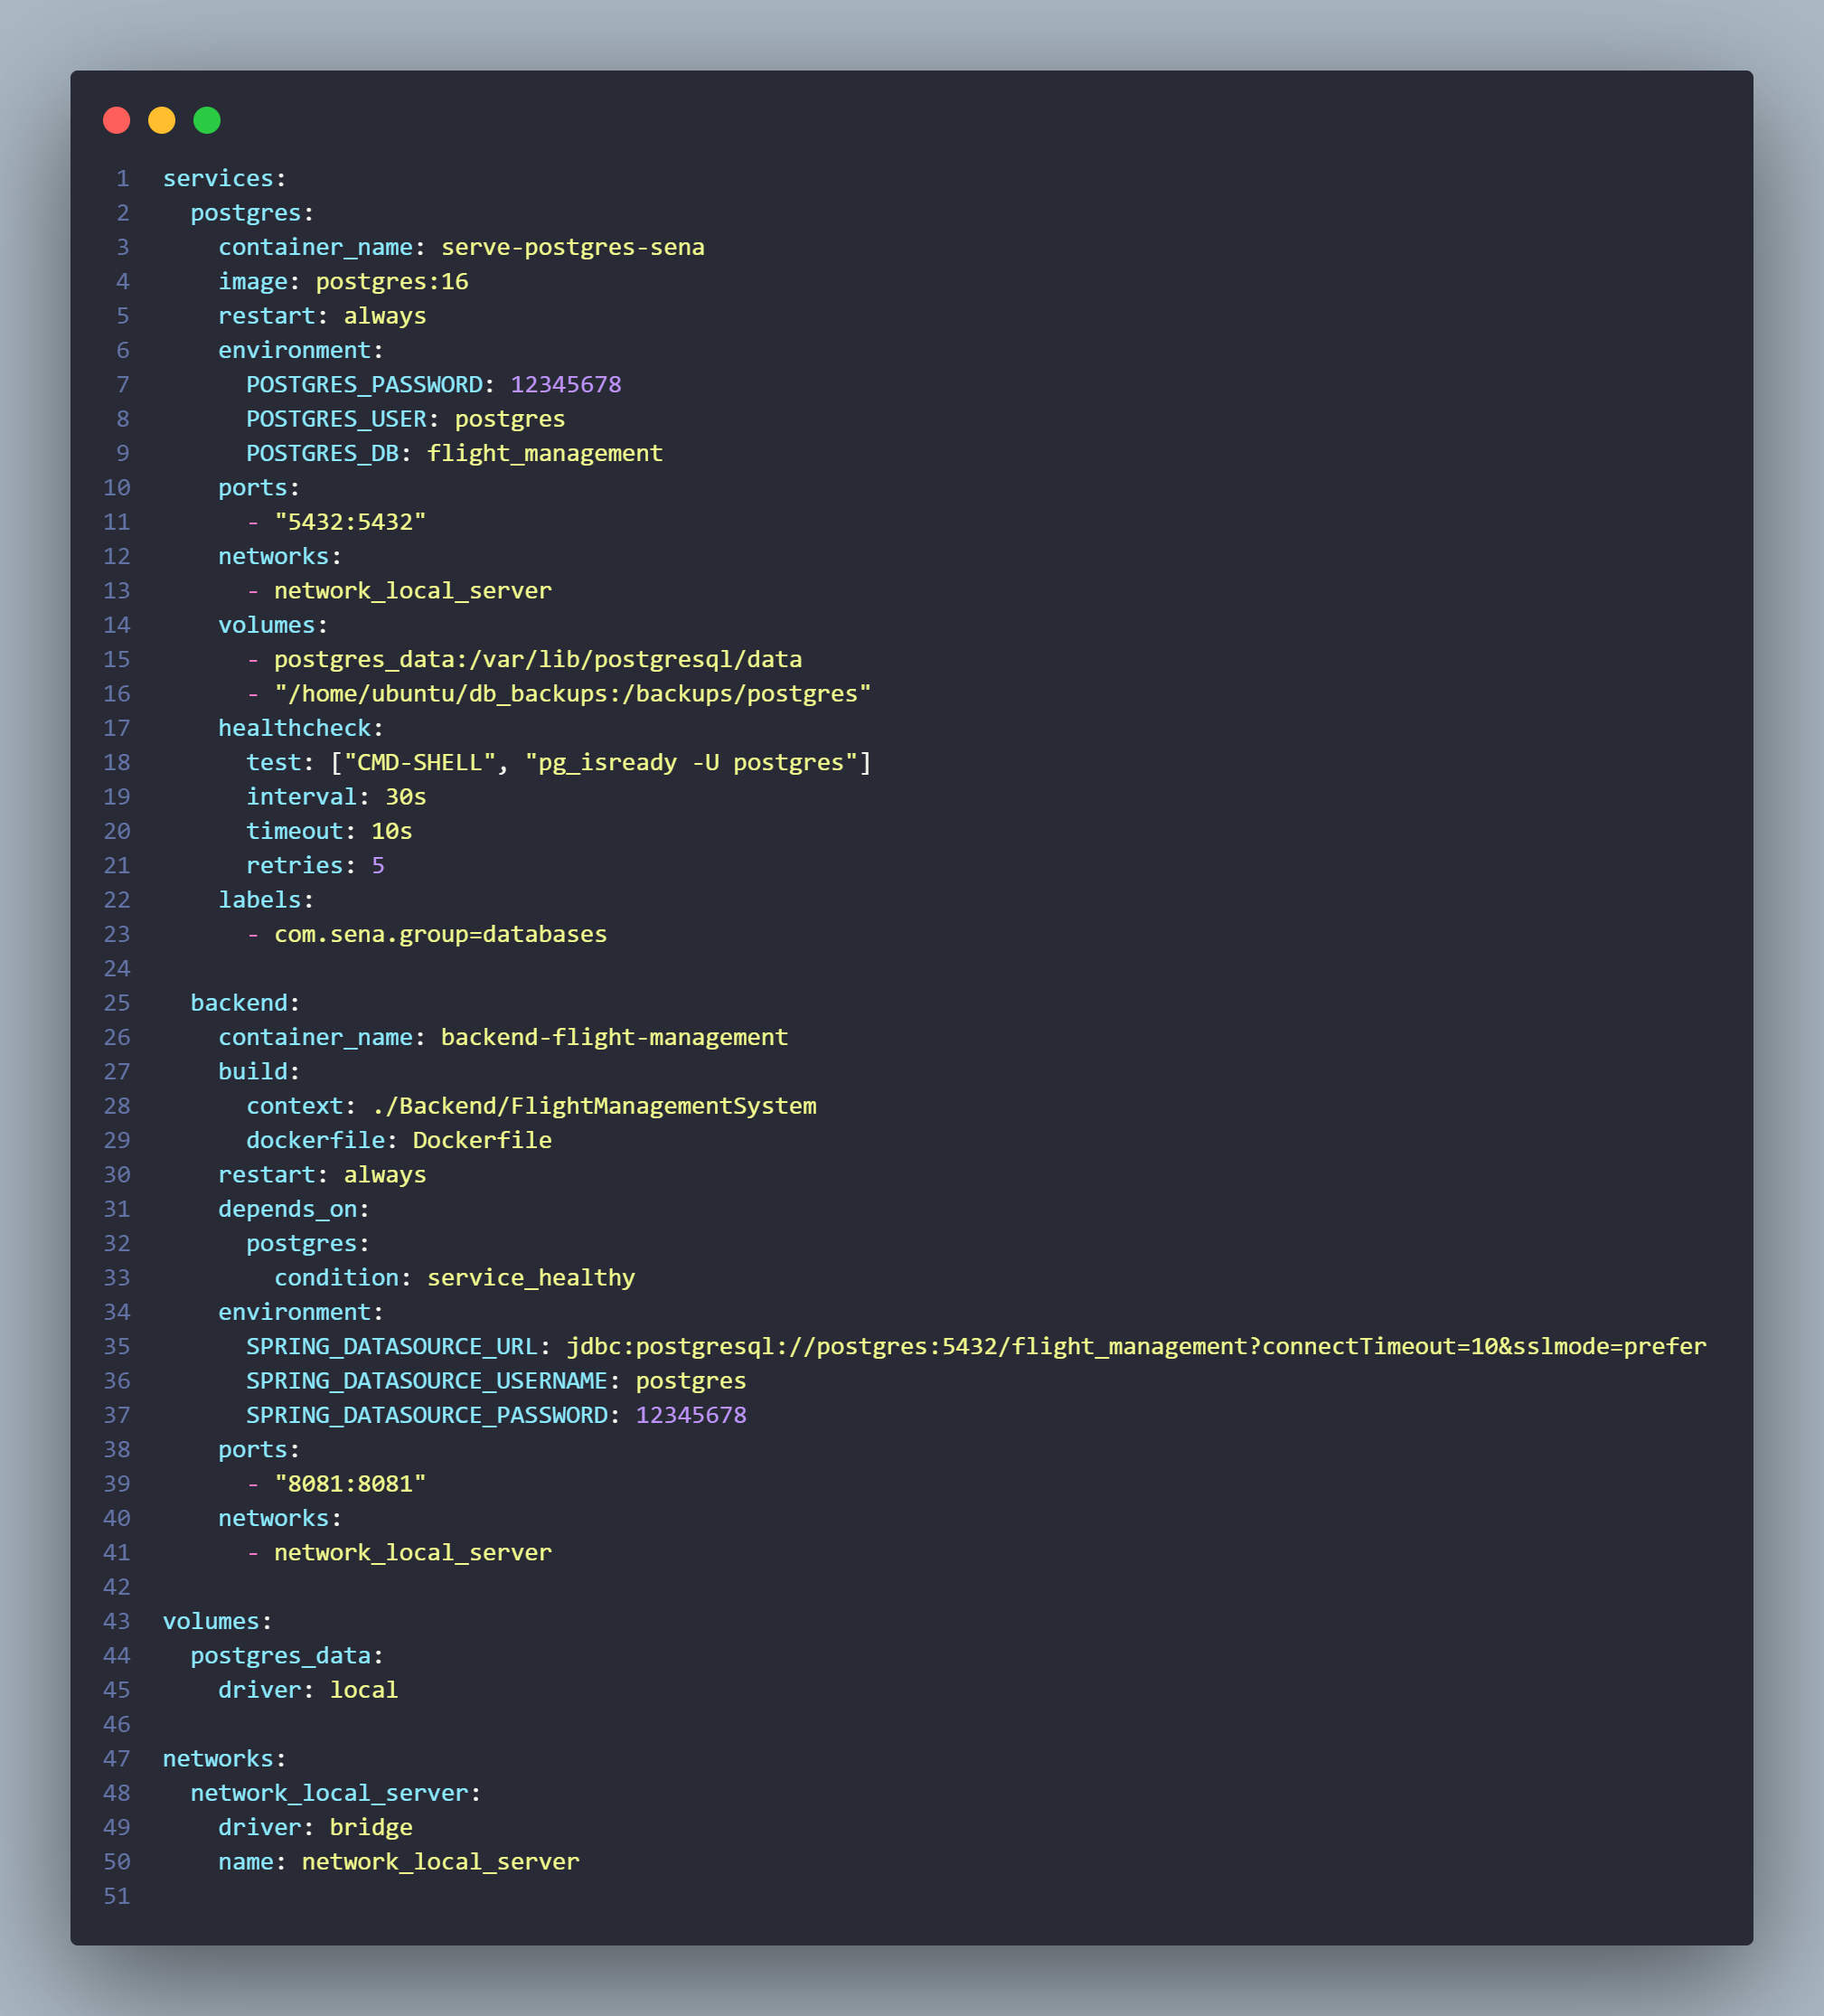 1 services:
2   postgres:
3     container_name: serve-postgres-sena
4     image: postgres:16
5     restart: always
6     environment:
7       POSTGRES_PASSWORD: 12345678
8       POSTGRES_USER: postgres
9       POSTGRES_DB: flight_management
10     ports:
11       - "5432:5432"
12     networks:
13       - network_local_server
14     volumes:
15       - postgres_data:/var/lib/postgresql/data
16       - "/home/ubuntu/db_backups:/backups/postgres"
17     healthcheck:
18       test: ["CMD-SHELL", "pg_isready -U postgres"]
19       interval: 30s
20       timeout: 10s
21       retries: 5
22     labels:
23       - com.sena.group=databases
24
25   backend:
26     container_name: backend-flight-management
27     build:
28       context: ./Backend/FlightManagementSystem
29       dockerfile: Dockerfile
30     restart: always
31     depends_on:
32       postgres:
33         condition: service_healthy
34     environment:
35       SPRING_DATASOURCE_URL: jdbc:postgresql://postgres:5432/flight_management?connectTimeout=10&sslmode=prefer
36       SPRING_DATASOURCE_USERNAME: postgres
37       SPRING_DATASOURCE_PASSWORD: 12345678
38     ports:
39       - "8081:8081"
40     networks:
41       - network_local_server
42
43 volumes:
44   postgres_data:
45     driver: local
46
47 networks:
48   network_local_server:
49     driver: bridge
50     name: network_local_server
51